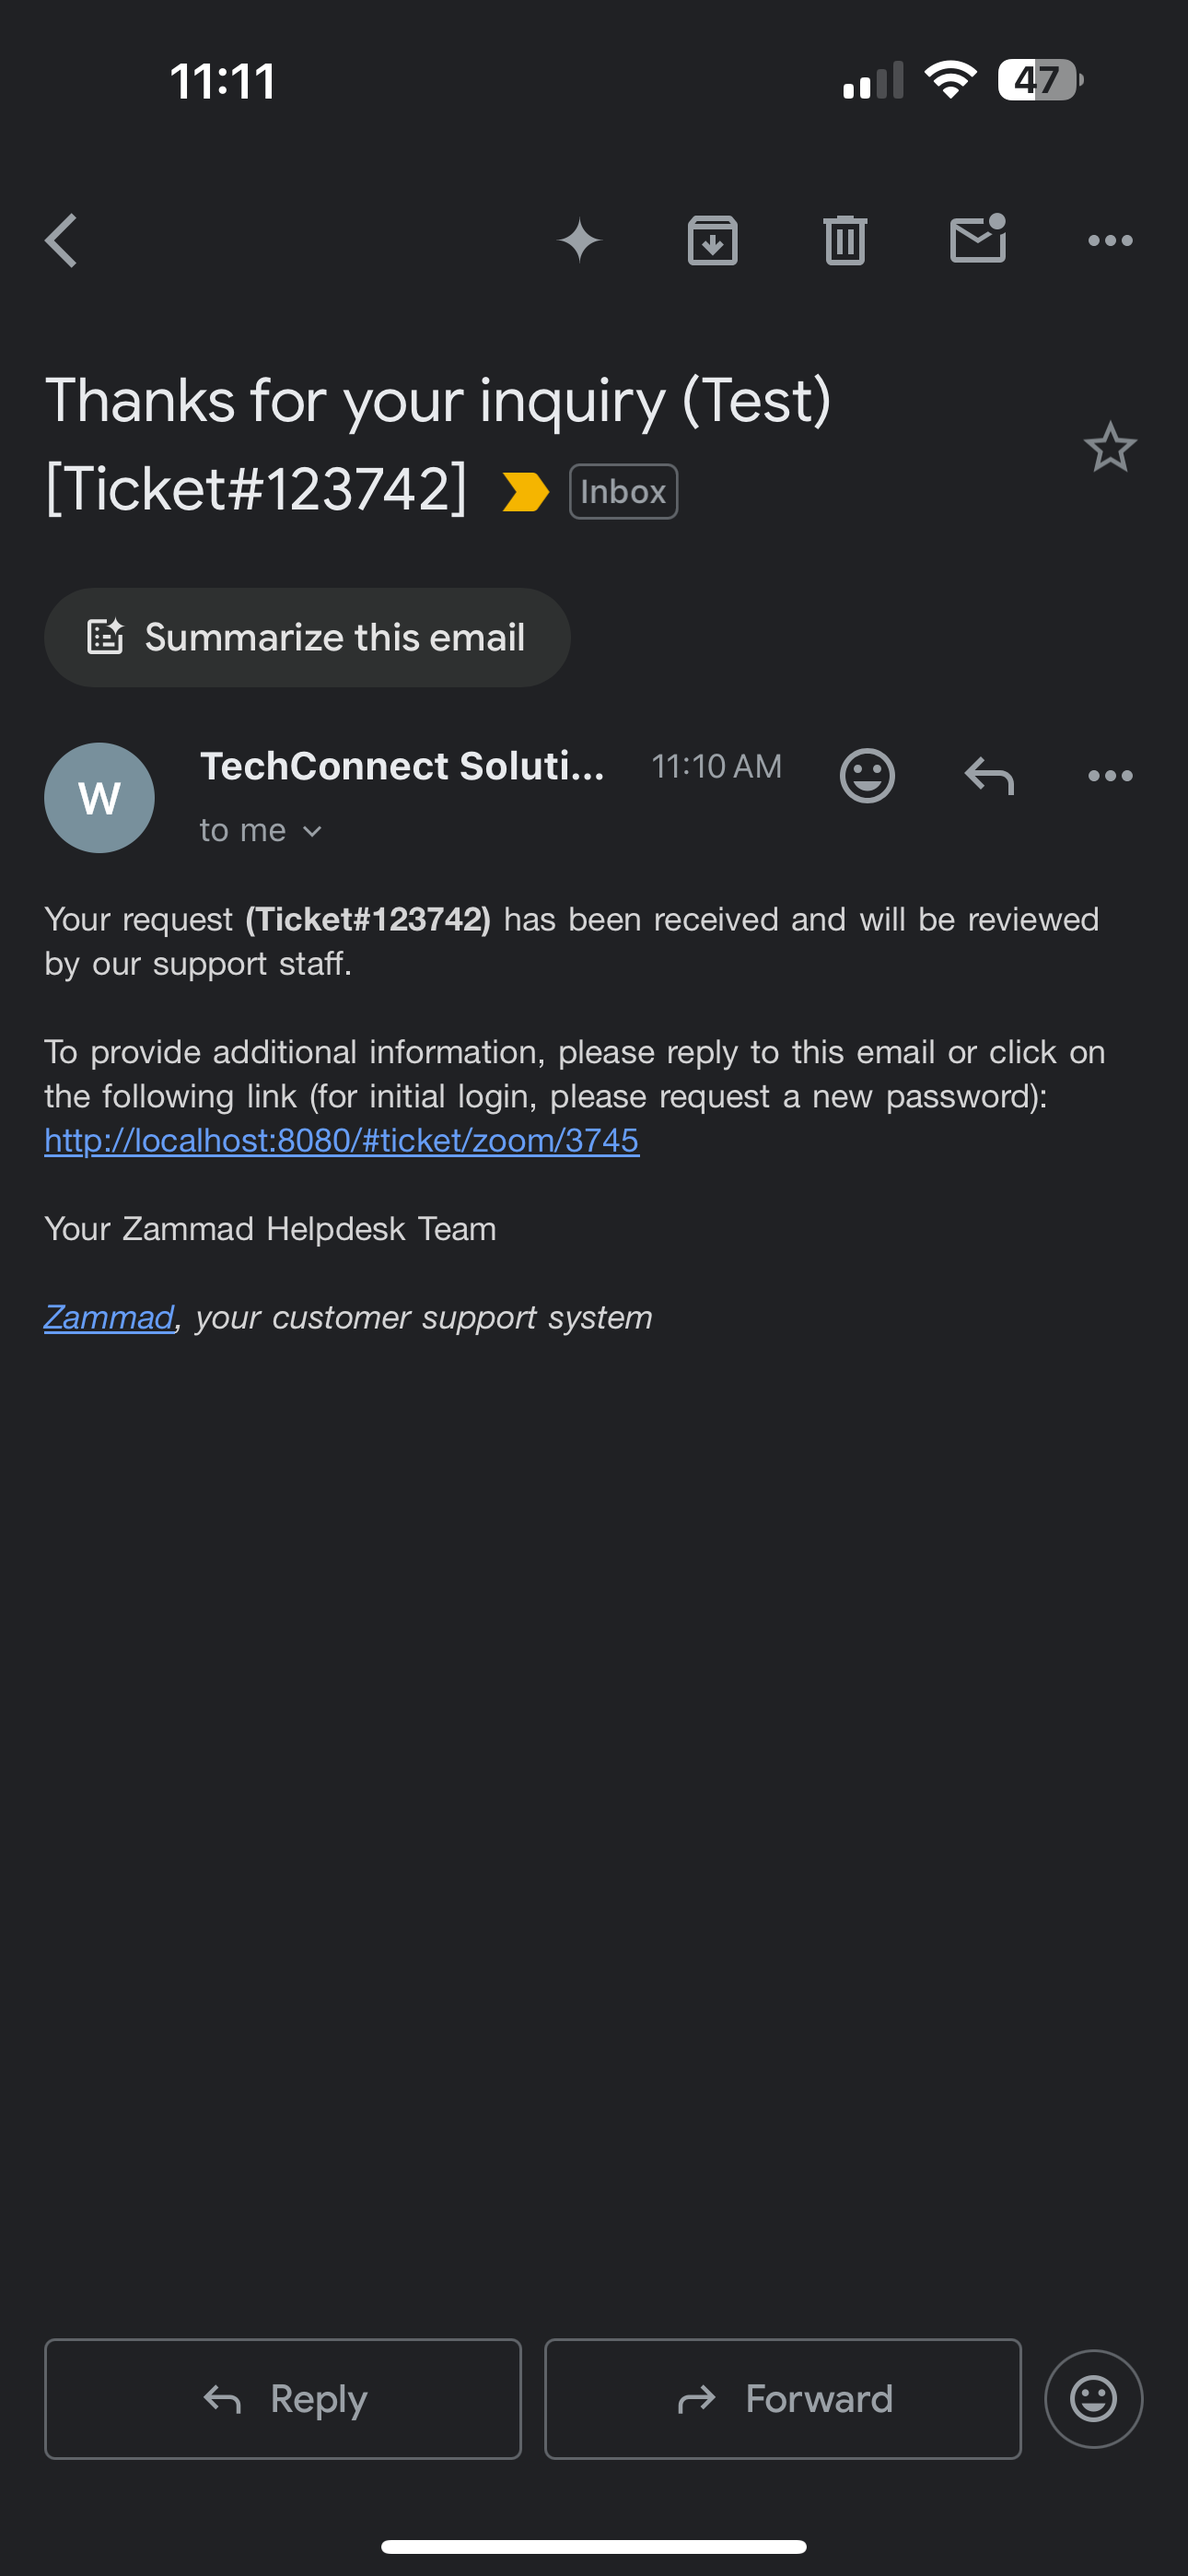 11:11
47
Thanks for your inquiry (Test)
[Ticket#123742] Inbox
Summarize this email
W
TechConnect Soluti... 11:10 AM
to me
Your request (Ticket#123742) has been received and will be reviewed
by our support staff.
To provide additional information, please reply to this email or click on
the following link (for initial login, please request a new password):
http://localhost:8080/#ticket/zoom/3745
Your Zammad Helpdesk Team
Zammad, your customer support system
Reply
Forward